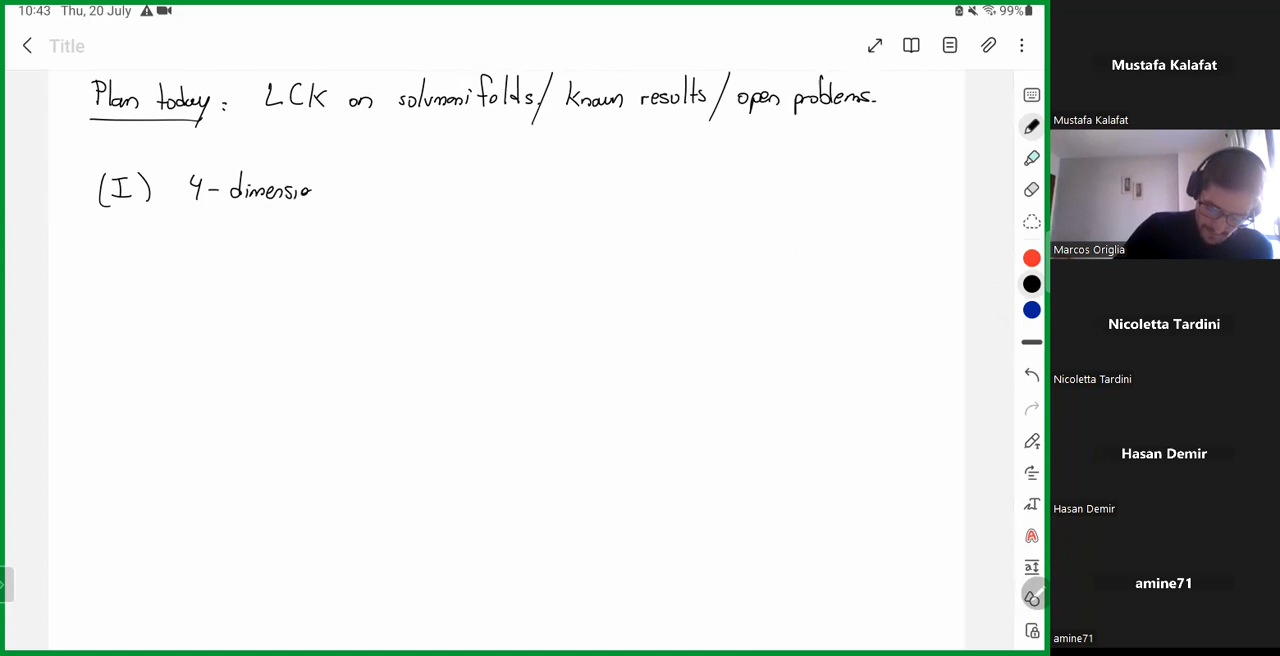 10:43 Thu, 20 July
99%
Title
Plan today: LCK on solvmanifolds / known results / open problems.
(I) 4-dimensio
Mustafa Kalafat
Mustafa Kalafat
Marcos Origlia
Nicoletta Tardini
Nicoletta Tardini
Hasan Demir
Hasan Demir
amine71
amine71